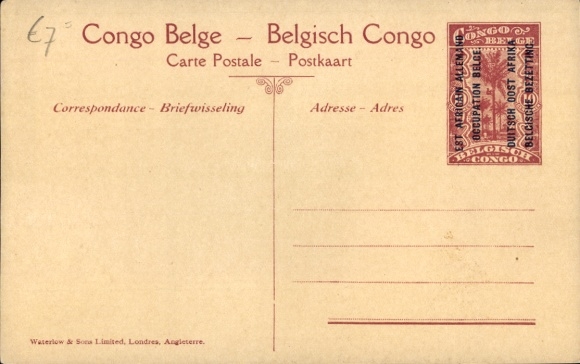 €7
Congo Belge – Belgisch Congo
Carte Postale – Postkaart
Correspondance – Briefwisseling
Adresse – Adres
CONGO
BELGE
EST AFRICAIN ALLEMAND
OCCUPATION BELGE
DUITSCH OOST AFRIKA
BELGISCHE BEZETTING
BELGISCH
CONGO
Waterlow & Sons Limited, Londres, Angleterre.